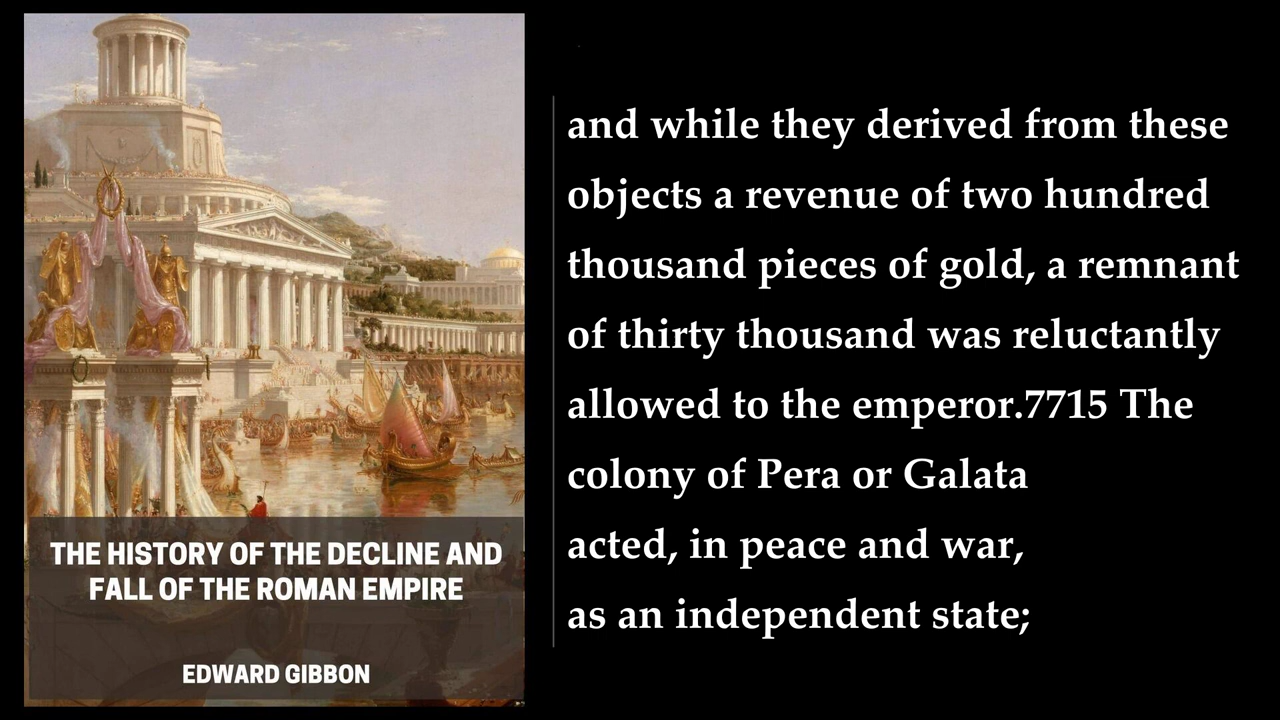 THE HISTORY OF THE DECLINE AND
FALL OF THE ROMAN EMPIRE
EDWARD GIBBON
and while they derived from these
objects a revenue of two hundred
thousand pieces of gold, a remnant
of thirty thousand was reluctantly
allowed to the emperor.7715 The
colony of Pera or Galata
acted, in peace and war,
as an independent state;